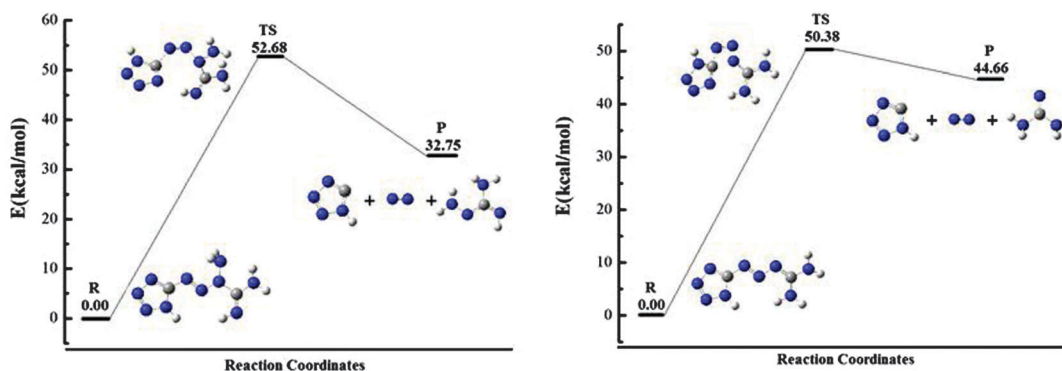 60
50
40
30
20
10
0
E(kcal/mol)
R
0.00
TS
52.68
P
32.75
+
+
Reaction Coordinates
50
40
30
20
10
0
E(kcal/mol)
R
0.00
TS
50.38
P
44.66
+
+
Reaction Coordinates